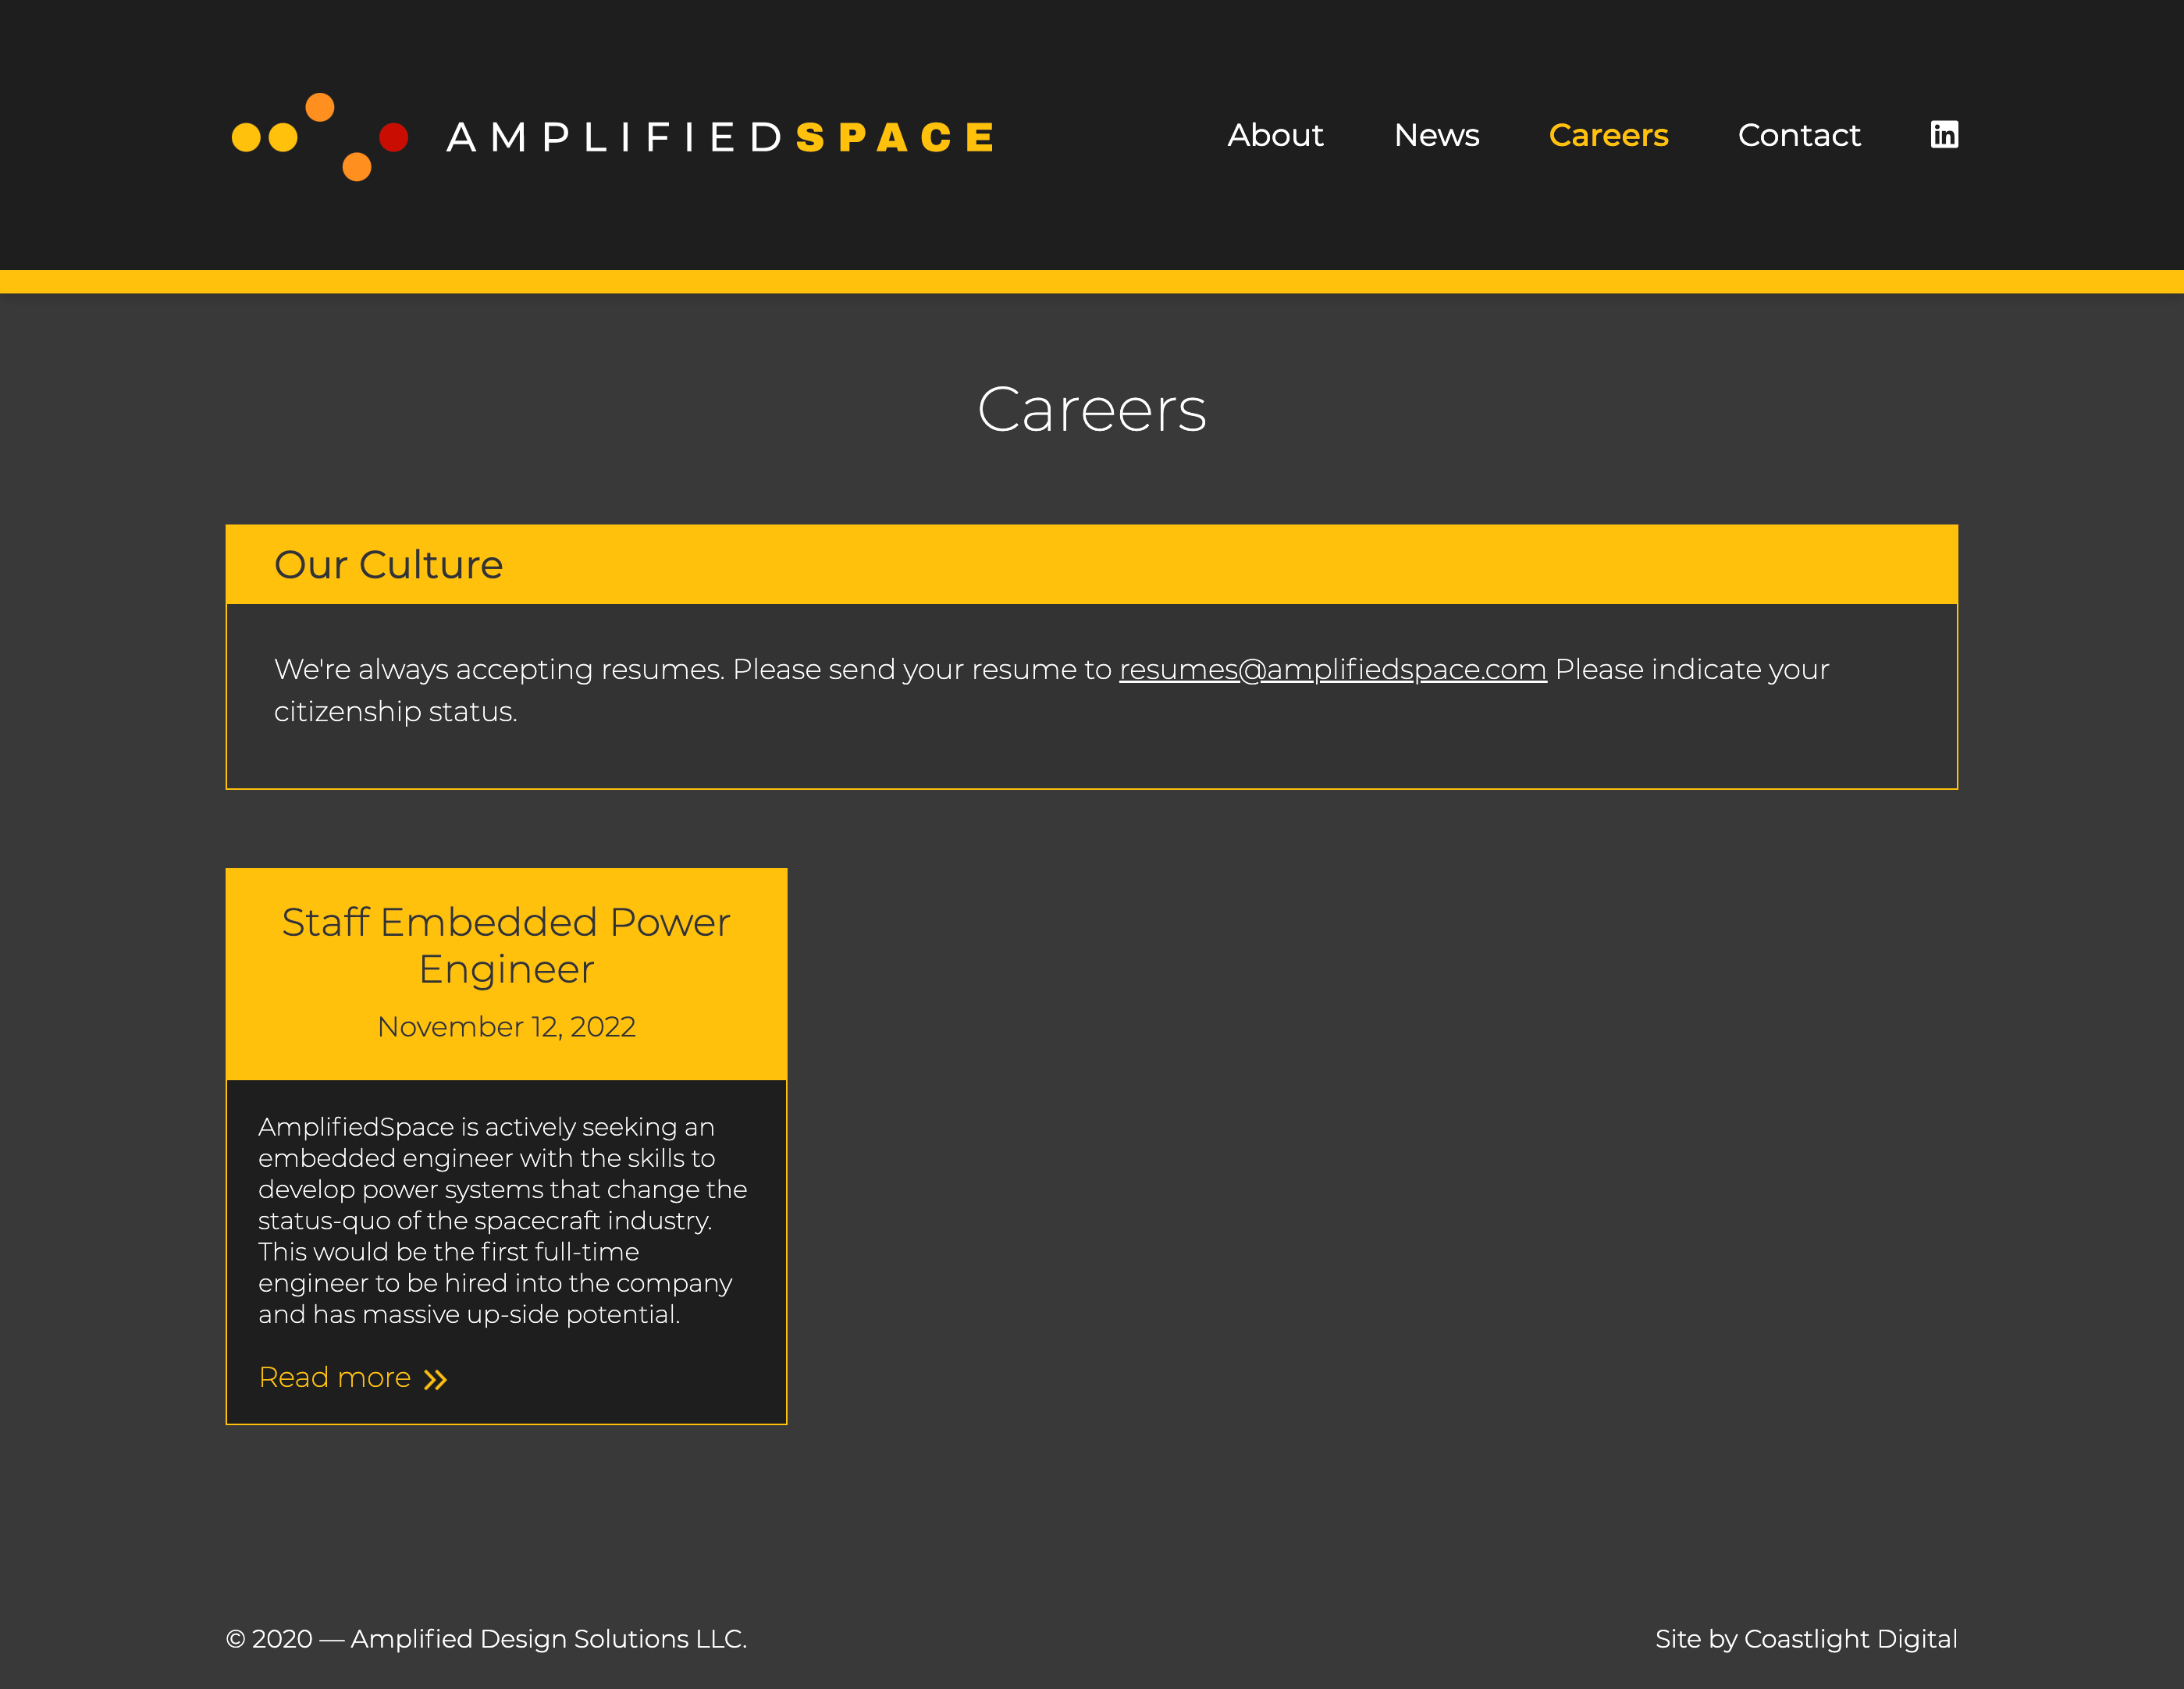 AMPLIFIEDSPACE
About News Careers Contact in
Careers
Our Culture
We're always accepting resumes. Please send your resume to resumes@amplifiedspace.com Please indicate your
citizenship status.
Staff Embedded Power
Engineer
November 12, 2022
AmplifiedSpace is actively seeking an
embedded engineer with the skills to
develop power systems that change the
status-quo of the spacecraft industry.
This would be the first full-time
engineer to be hired into the company
and has massive up-side potential.
Read more »
© 2020 — Amplified Design Solutions LLC.
Site by Coastlight Digital